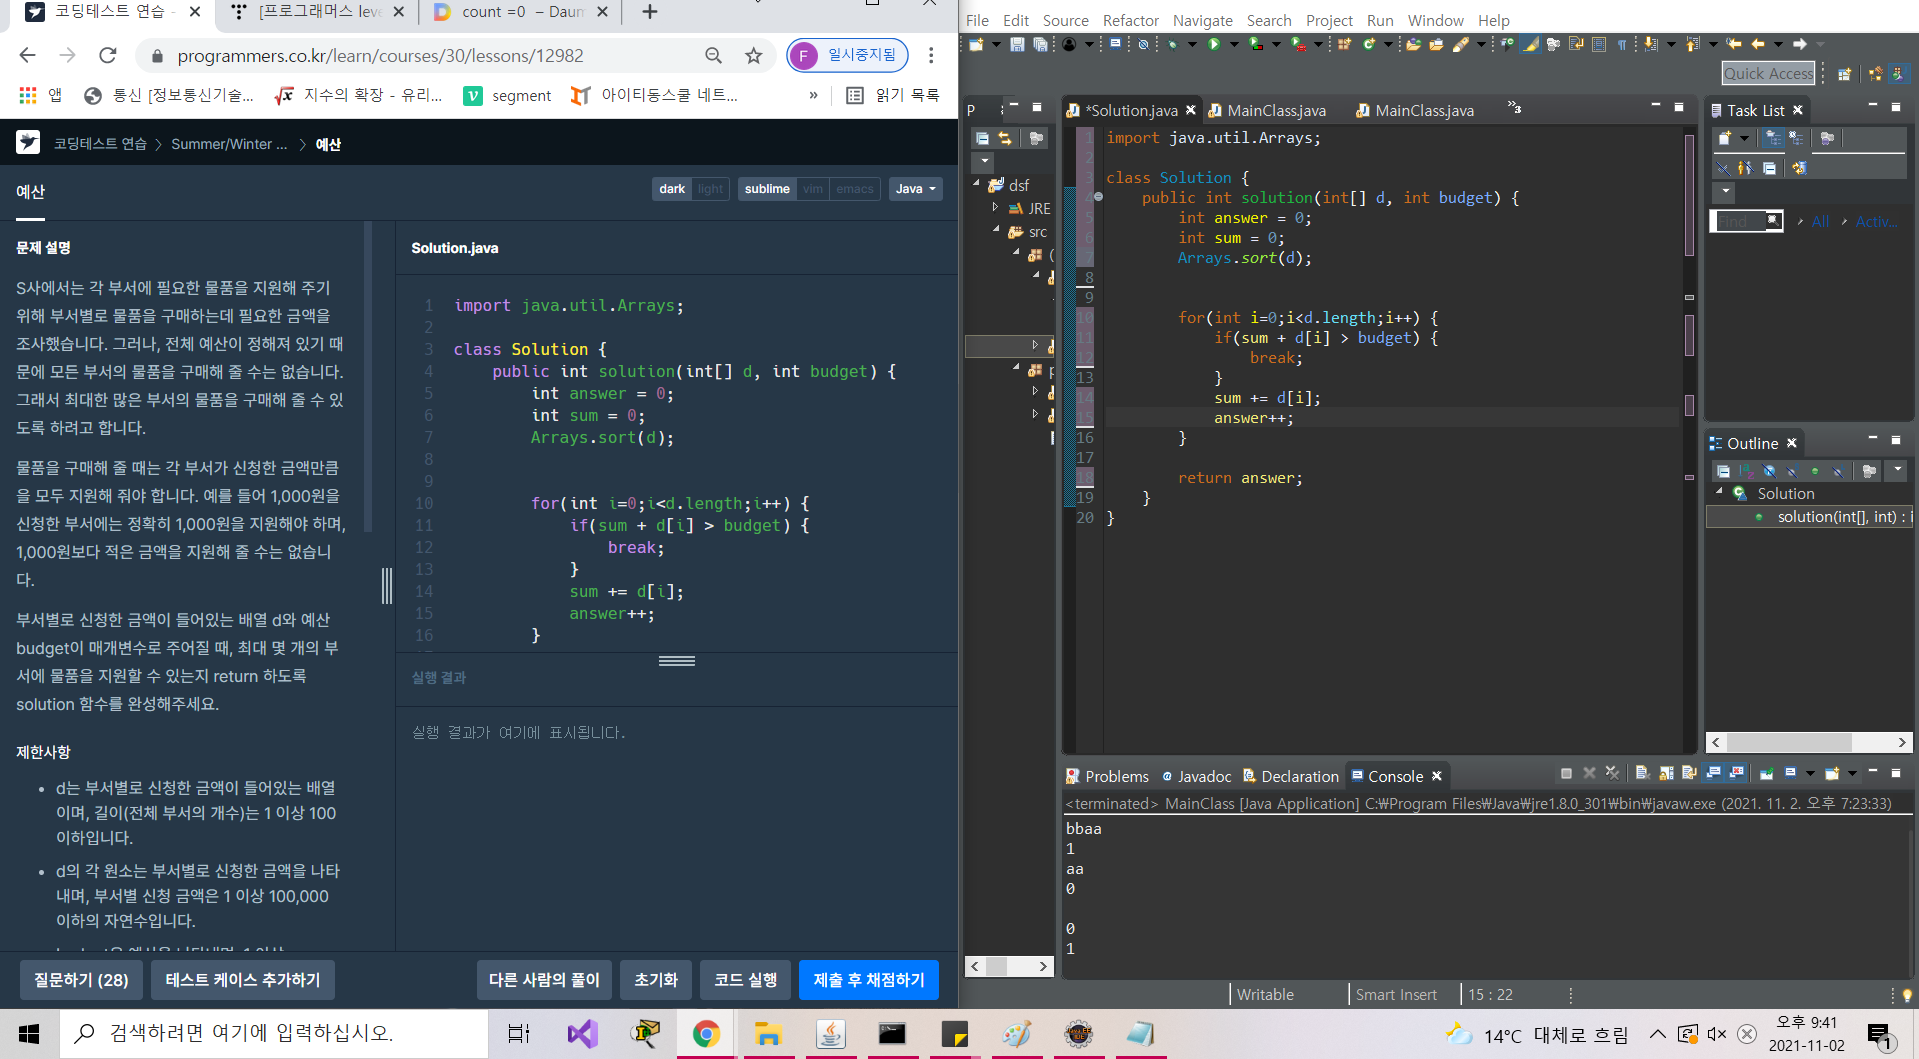 코딩테스트 연습 -
[프로그래머스 leve
count =0 – Daum
programmers.co.kr/learn/courses/30/lessons/12982
F 일시중지됨
앱
통신 [정보통신기술...
지수의 확장 - 유리...
segment
아이티동스쿨 네트...
»
읽기 목록
코딩테스트 연습 > Summer/Winter ... > 예산
예산
dark light
sublime vim emacs
Java
문제 설명
S사에서는 각 부서에 필요한 물품을 지원해 주기
위해 부서별로 물품을 구매하는데 필요한 금액을
조사했습니다. 그러나, 전체 예산이 정해져 있기 때
문에 모든 부서의 물품을 구매해 줄 수는 없습니다.
그래서 최대한 많은 부서의 물품을 구매해 줄 수 있
도록 하려고 합니다.
물품을 구매해 줄 때는 각 부서가 신청한 금액만큼
을 모두 지원해 줘야 합니다. 예를 들어 1,000원을
신청한 부서에는 정확히 1,000원을 지원해야 하며,
1,000원보다 적은 금액을 지원해 줄 수는 없습니
다.
부서별로 신청한 금액이 들어있는 배열 d와 예산
budget이 매개변수로 주어질 때, 최대 몇 개의 부
서에 물품을 지원할 수 있는지 return 하도록
solution 함수를 완성해주세요.
제한사항
• d는 부서별로 신청한 금액이 들어있는 배열
이며, 길이(전체 부서의 개수)는 1 이상 100
이하입니다.
• d의 각 원소는 부서별로 신청한 금액을 나타
내며, 부서별 신청 금액은 1 이상 100,000
이하의 자연수입니다.
Solution.java
1 import java.util.Arrays;
2
3 class Solution {
4     public int solution(int[] d, int budget) {
5         int answer = 0;
6         int sum = 0;
7         Arrays.sort(d);
8
9
10         for(int i=0;i<d.length;i++) {
11             if(sum + d[i] > budget) {
12                 break;
13             }
14             sum += d[i];
15             answer++;
16         }
실행 결과
실행 결과가 여기에 표시됩니다.
질문하기 (28)
테스트 케이스 추가하기
다른 사람의 풀이
초기화
코드 실행
제출 후 채점하기
File Edit Source Refactor Navigate Search Project Run Window Help
Quick Access
P
dsf
JRE
src
(
p
*Solution.java
MainClass.java
MainClass.java
»3
1 import java.util.Arrays;
2
3 class Solution {
4     public int solution(int[] d, int budget) {
5         int answer = 0;
6         int sum = 0;
7         Arrays.sort(d);
8
9
10         for(int i=0;i<d.length;i++) {
11             if(sum + d[i] > budget) {
12                 break;
13             }
14             sum += d[i];
15             answer++;
16         }
17
18         return answer;
19     }
20 }
Task List
Find
All
Activ...
Outline
Solution
solution(int[], int) : i
Problems @ Javadoc Declaration Console
<terminated> MainClass [Java Application] C:₩Program Files₩Java₩jre1.8.0_301₩bin₩javaw.exe (2021. 11. 2. 오후 7:23:33)
bbaa
1
aa
0
0
1
Writable
Smart Insert
15 : 22
검색하려면 여기에 입력하십시오.
14°C 대체로 흐림
오후 9:41
2021-11-02
1